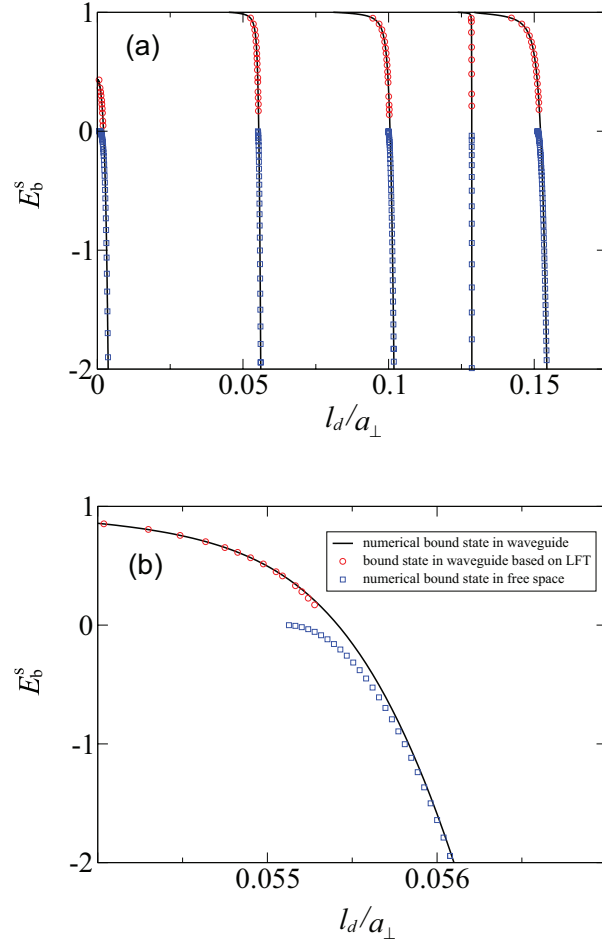 (a)
1
0
-1
-2
E_b^s
0
0.05
0.1
0.15
l_d/a_⊥
(b)
1
0
-1
-2
E_b^s
numerical bound state in waveguide
bound state in waveguide based on LFT
numerical bound state in free space
0.055
0.056
l_d/a_⊥